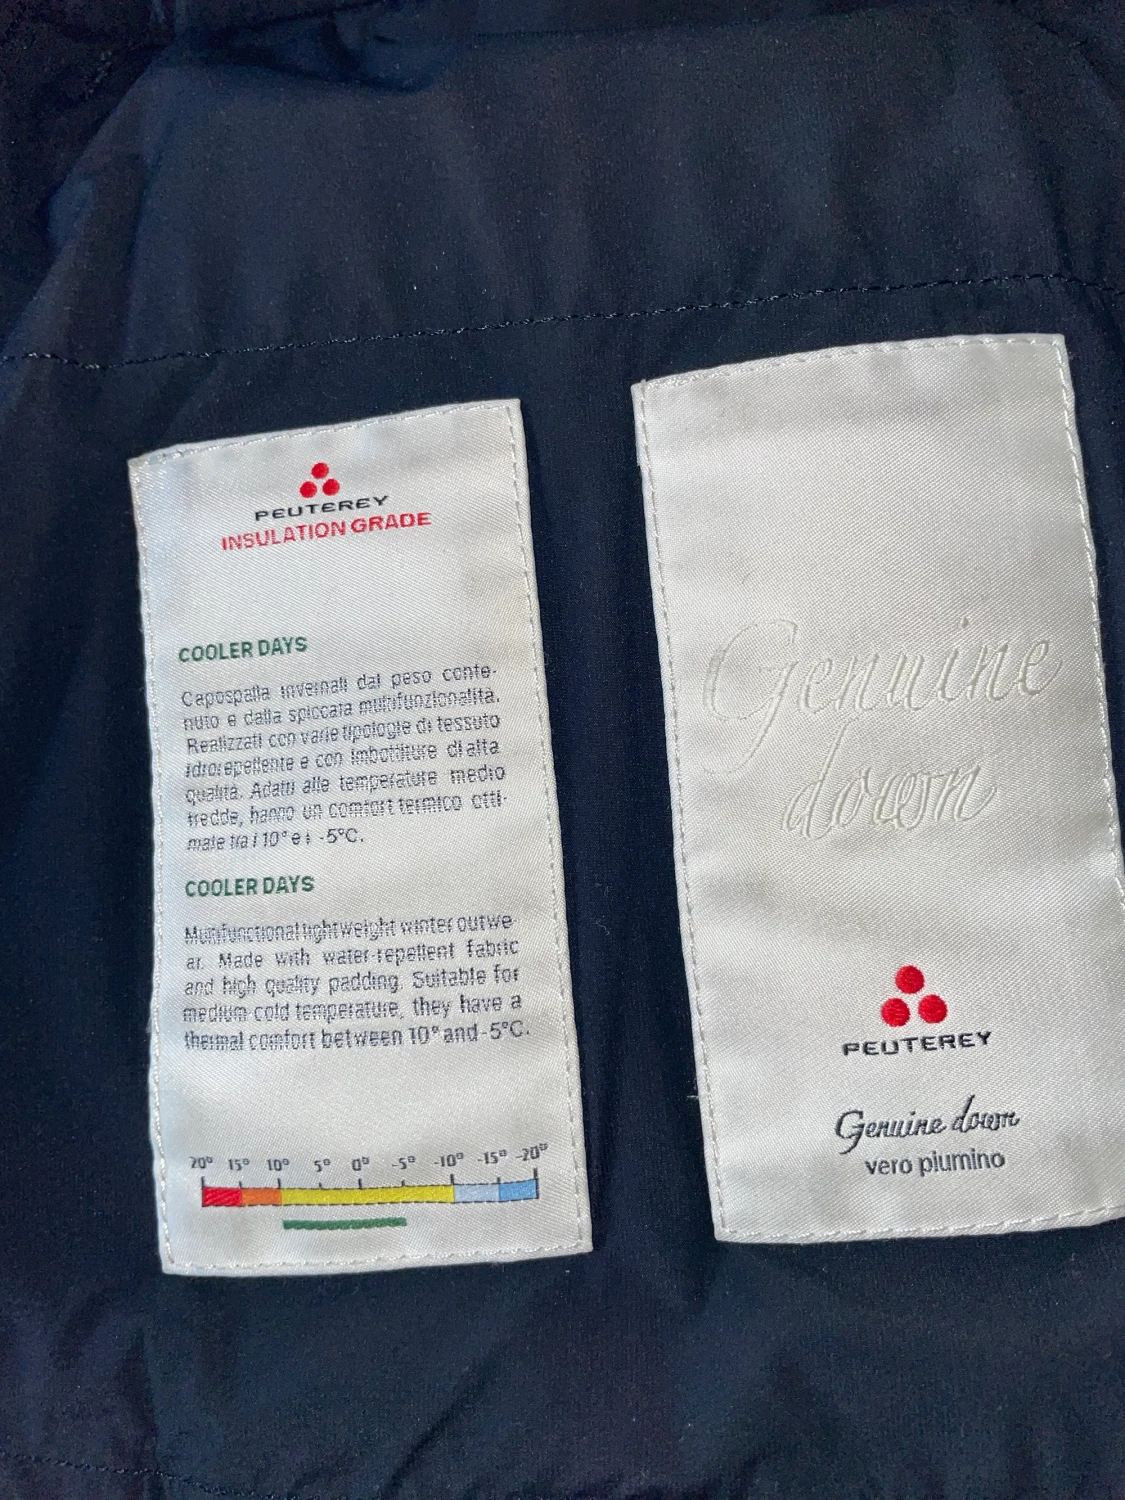 PEUTEREY
INSULATION GRADE
COOLER DAYS
Capospalla invernali dal peso conte-
nuto e dalla spiccata multifunzionalità.
Realizzati con varie tipologie di tessuto
idrorepellente e con imbottiture di alta
qualità. Adatti alle temperature medio
fredde, hanno un comfort termico otti-
male tra i 10° e i -5°C.
COOLER DAYS
Multifunctional lightweight winter outwe-
ar. Made with water-repellent fabric
and high quality padding. Suitable for
medium cold temperature, they have a
thermal comfort between 10° and -5°C.
20° 15° 10° 5° 0° -5° -10° -15° -20°
Genuine
down
PEUTEREY
Genuine down
vero piumino